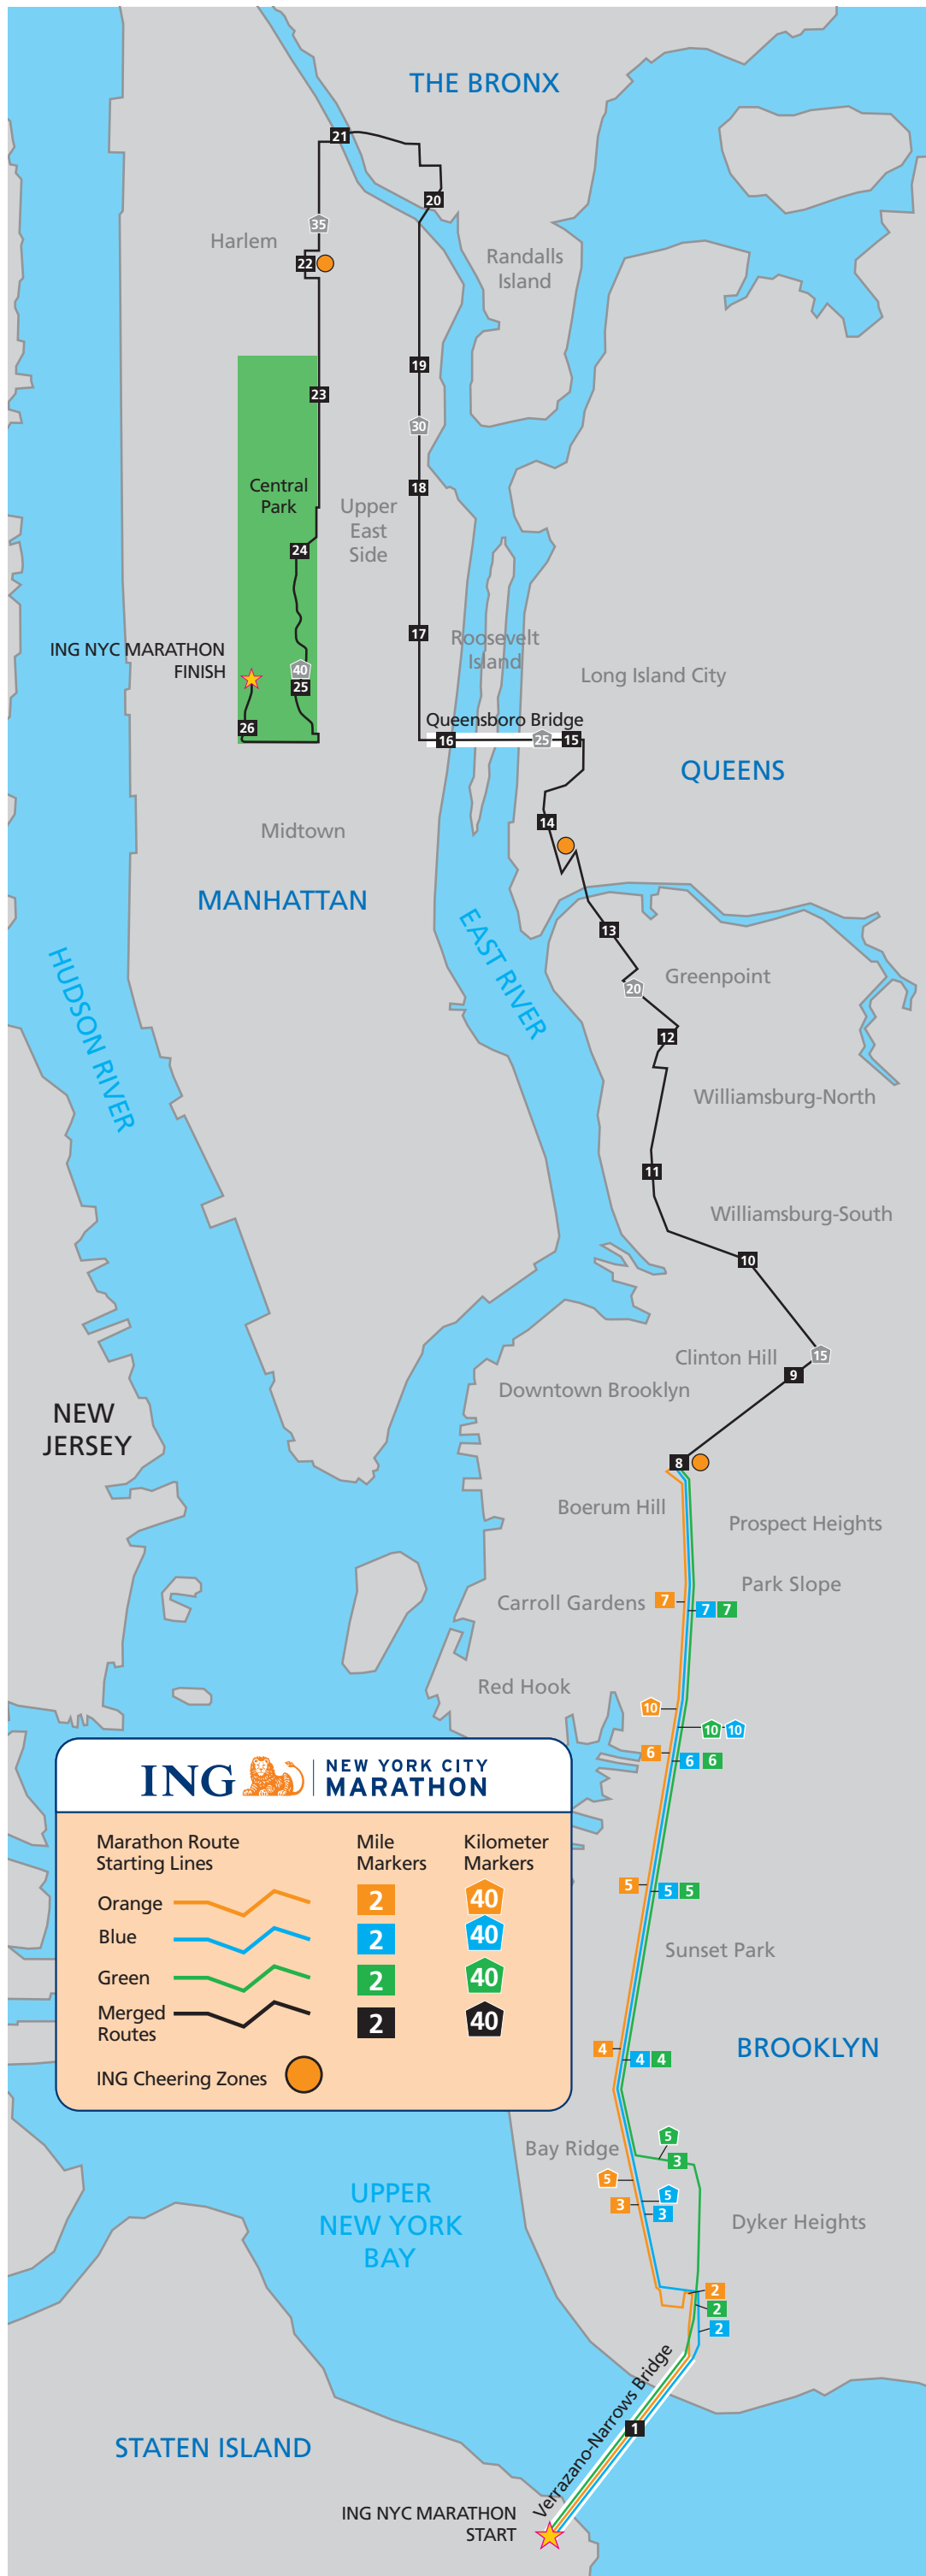 THE BRONX
21
20
35
Harlem
22
Randalls
Island
19
23
30
18
Central
Park
Upper
East
Side
24
17
Roosevelt
Island
ING NYC MARATHON
FINISH
40
25
Long Island City
26
Queensboro Bridge
16
25
15
QUEENS
14
Midtown
MANHATTAN
EAST RIVER
13
HUDSON RIVER
Greenpoint
20
12
Williamsburg-North
11
Williamsburg-South
10
Clinton Hill
15
9
Downtown Brooklyn
NEW
JERSEY
8
Boerum Hill
Prospect Heights
Park Slope
Carroll Gardens
7
7 7
Red Hook
10
10 10
6
6 6
ING NEW YORK CITY
MARATHON
Marathon Route
Starting Lines
Mile
Markers
Kilometer
Markers
Orange
2
40
Blue
2
40
Green
2
40
Merged
Routes
2
40
ING Cheering Zones
5
5 5
Sunset Park
4
4 4
BROOKLYN
5
Bay Ridge
3
5
5
3
3
UPPER
NEW YORK
BAY
Dyker Heights
2
2
2
Verrazano-Narrows Bridge
1
STATEN ISLAND
ING NYC MARATHON
START